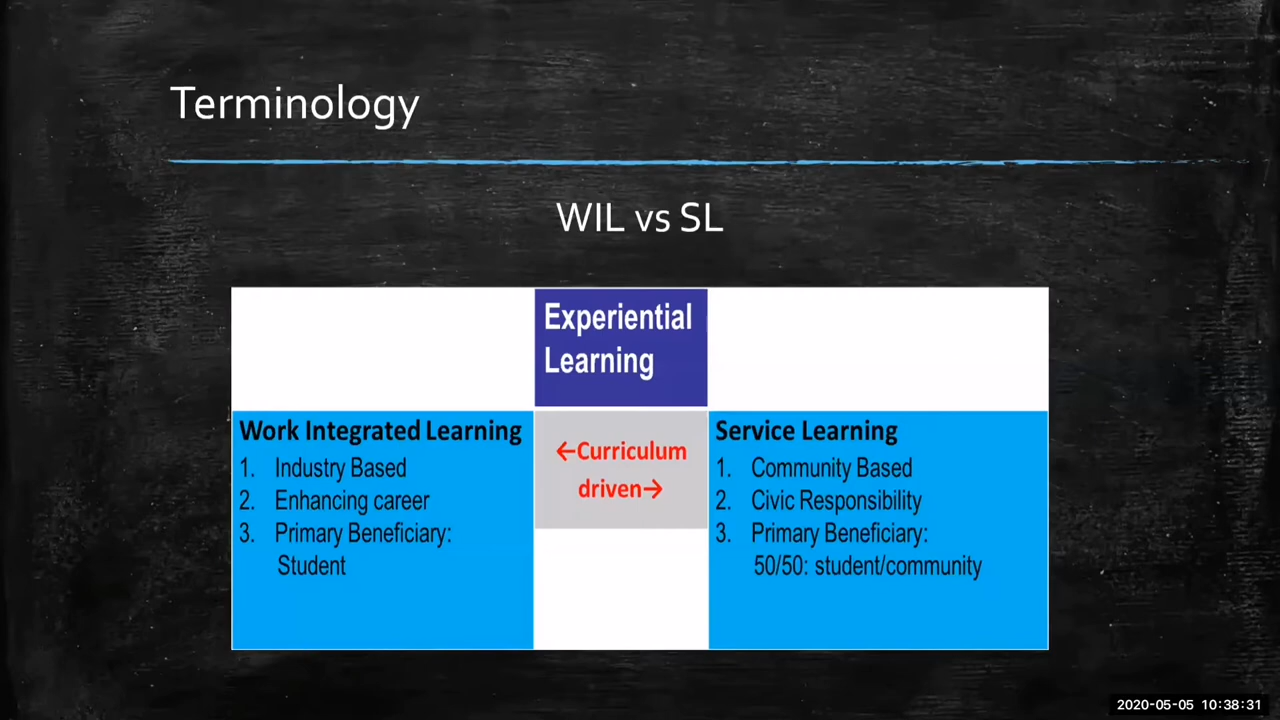 Terminology
WIL vs SL
Experiential
Learning
Work Integrated Learning
1. Industry Based
2. Enhancing career
3. Primary Beneficiary:
Student
←Curriculum
driven→
Service Learning
1. Community Based
2. Civic Responsibility
3. Primary Beneficiary:
50/50: student/community
2020-05-05 10:38:31